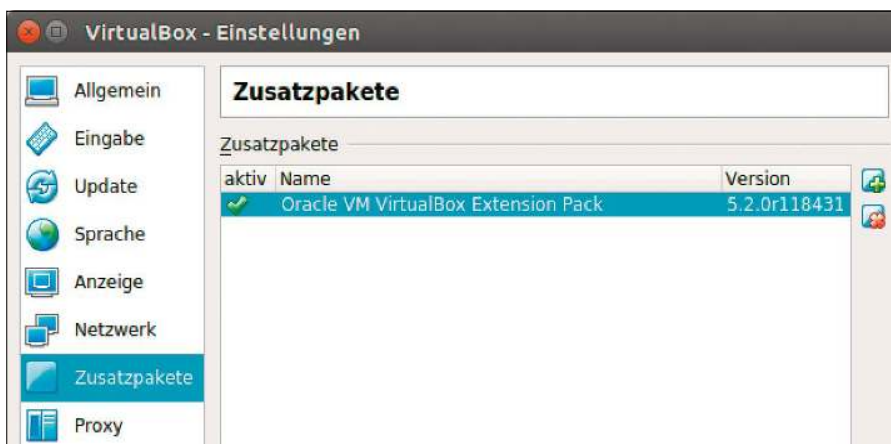 VirtualBox - Einstellungen
Allgemein
Eingabe
Update
Sprache
Anzeige
Netzwerk
Zusatzpakete
Proxy
Zusatzpakete
Zusatzpakete
aktiv Name Version
Oracle VM VirtualBox Extension Pack 5.2.0r118431